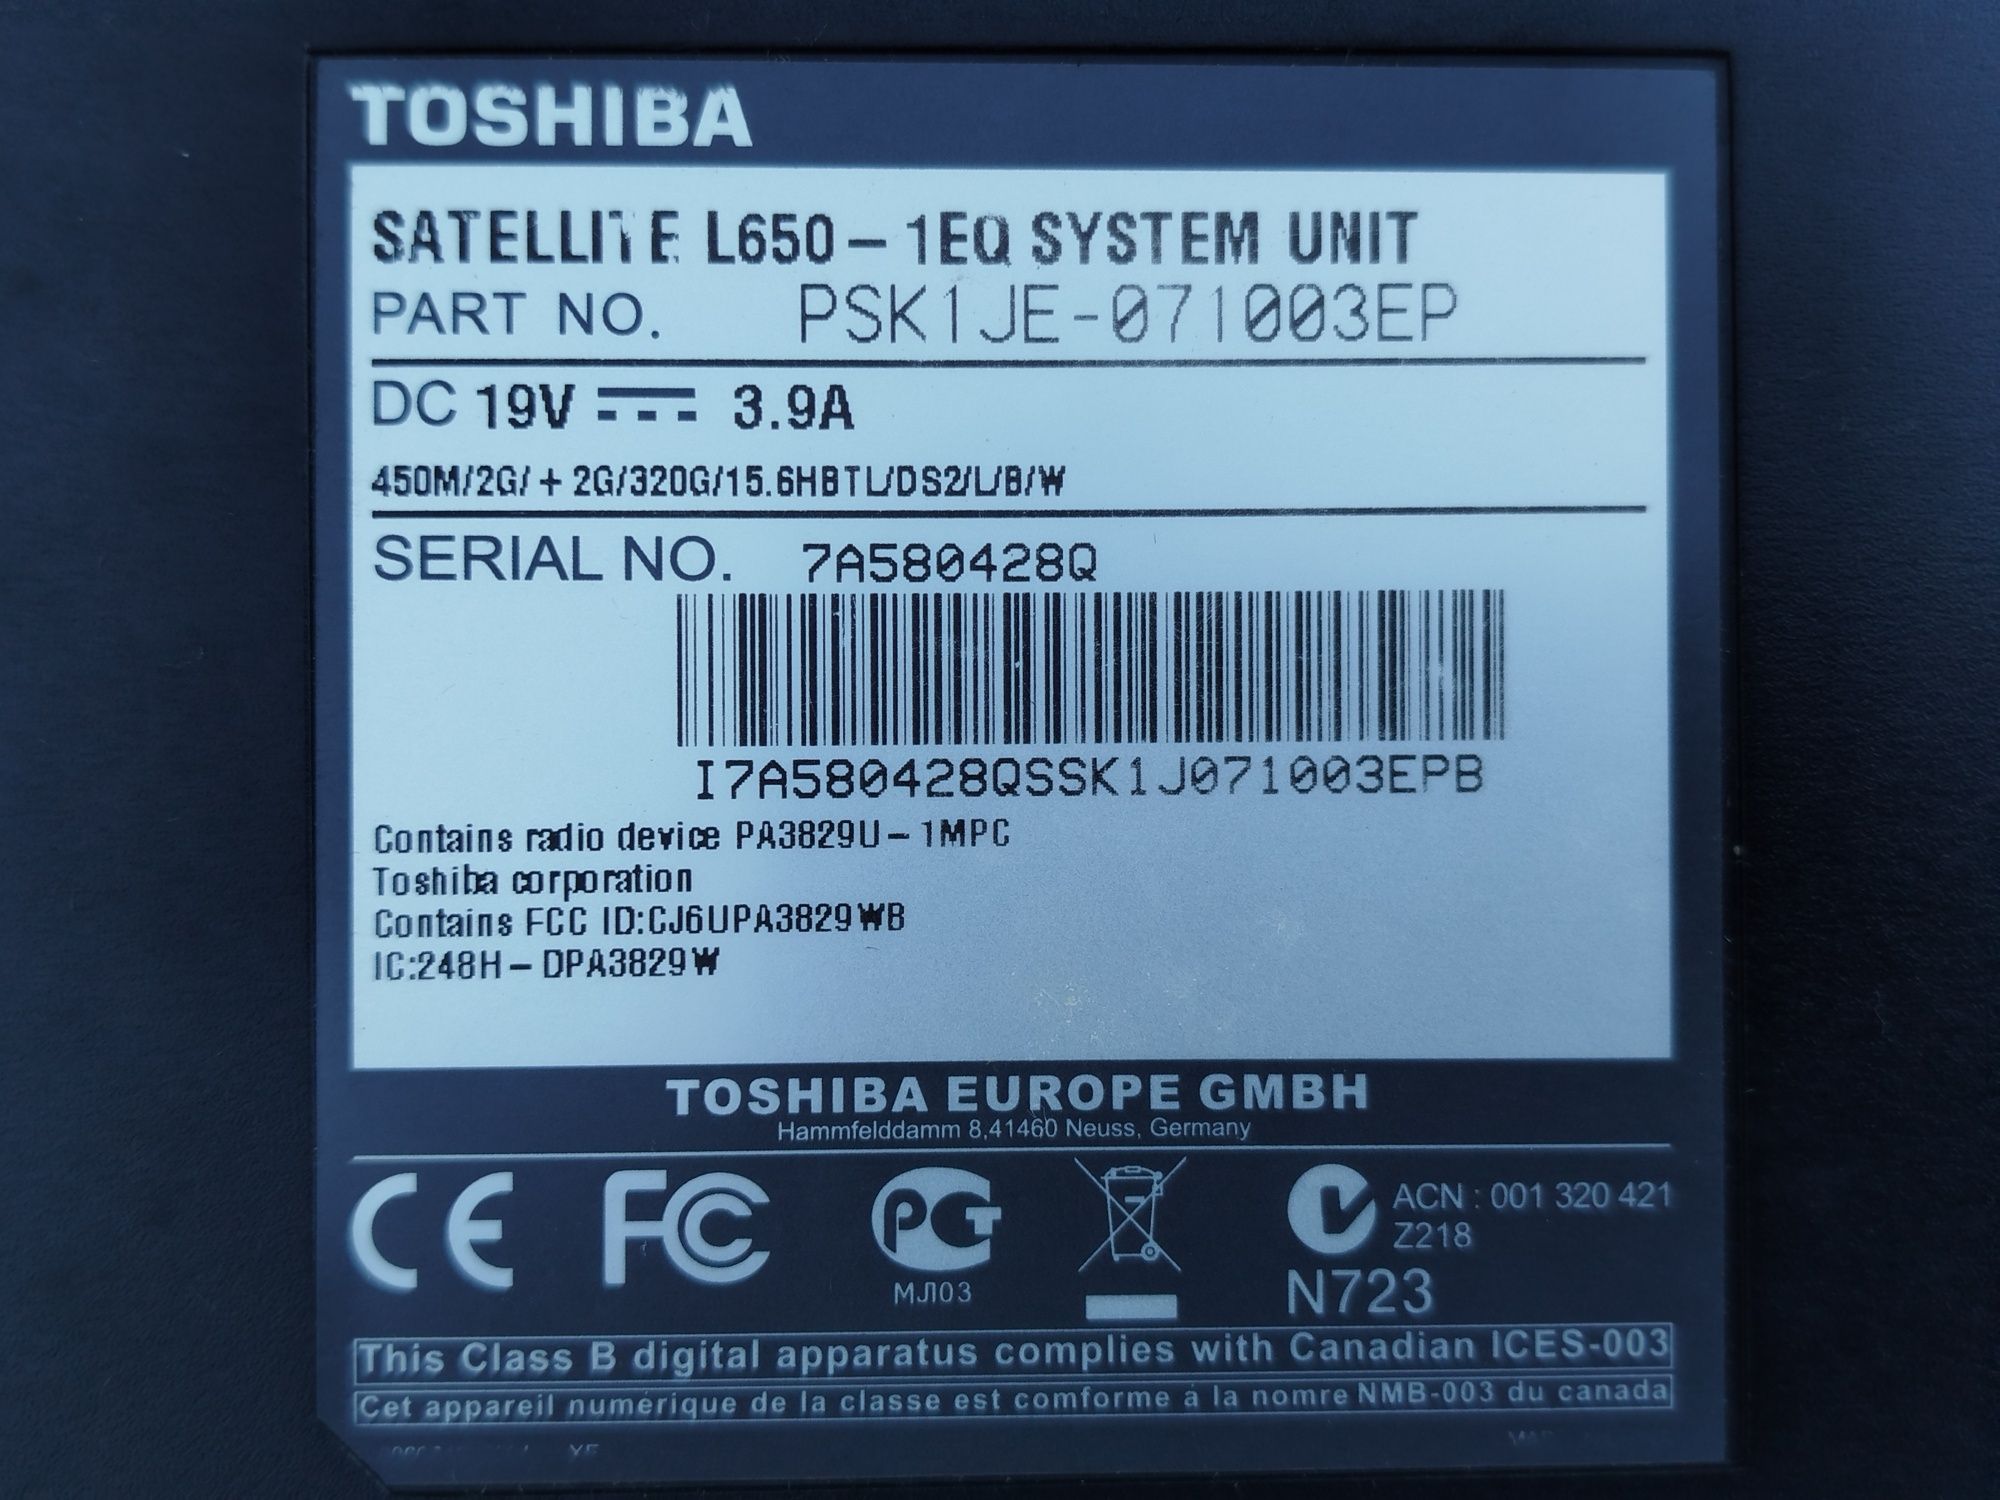 TOSHIBA
SATELLITE L650-1EQ SYSTEM UNIT
PART NO. PSK1JE-071003EP
DC 19V 3.9A
450M/2G/+2G/320G/15.6HBTL/DS2/L/B/W
SERIAL NO. 7A580428Q
I7A580428QSSK1J071003EPB
Contains radio device PA3829U-1MPC
Toshiba corporation
Contains FCC ID:CJ6UPA3829WB
IC:248H-DPA3829W
TOSHIBA EUROPE GMBH
Hammfelddamm 8,41460 Neuss, Germany
CE FC PG ACN : 001 320 421
Z218
МЛ03 N723
This Class B digital apparatus complies with Canadian ICES-003
Cet appareil numérique de la classe est comforme à la nomre NMB-003 du canada